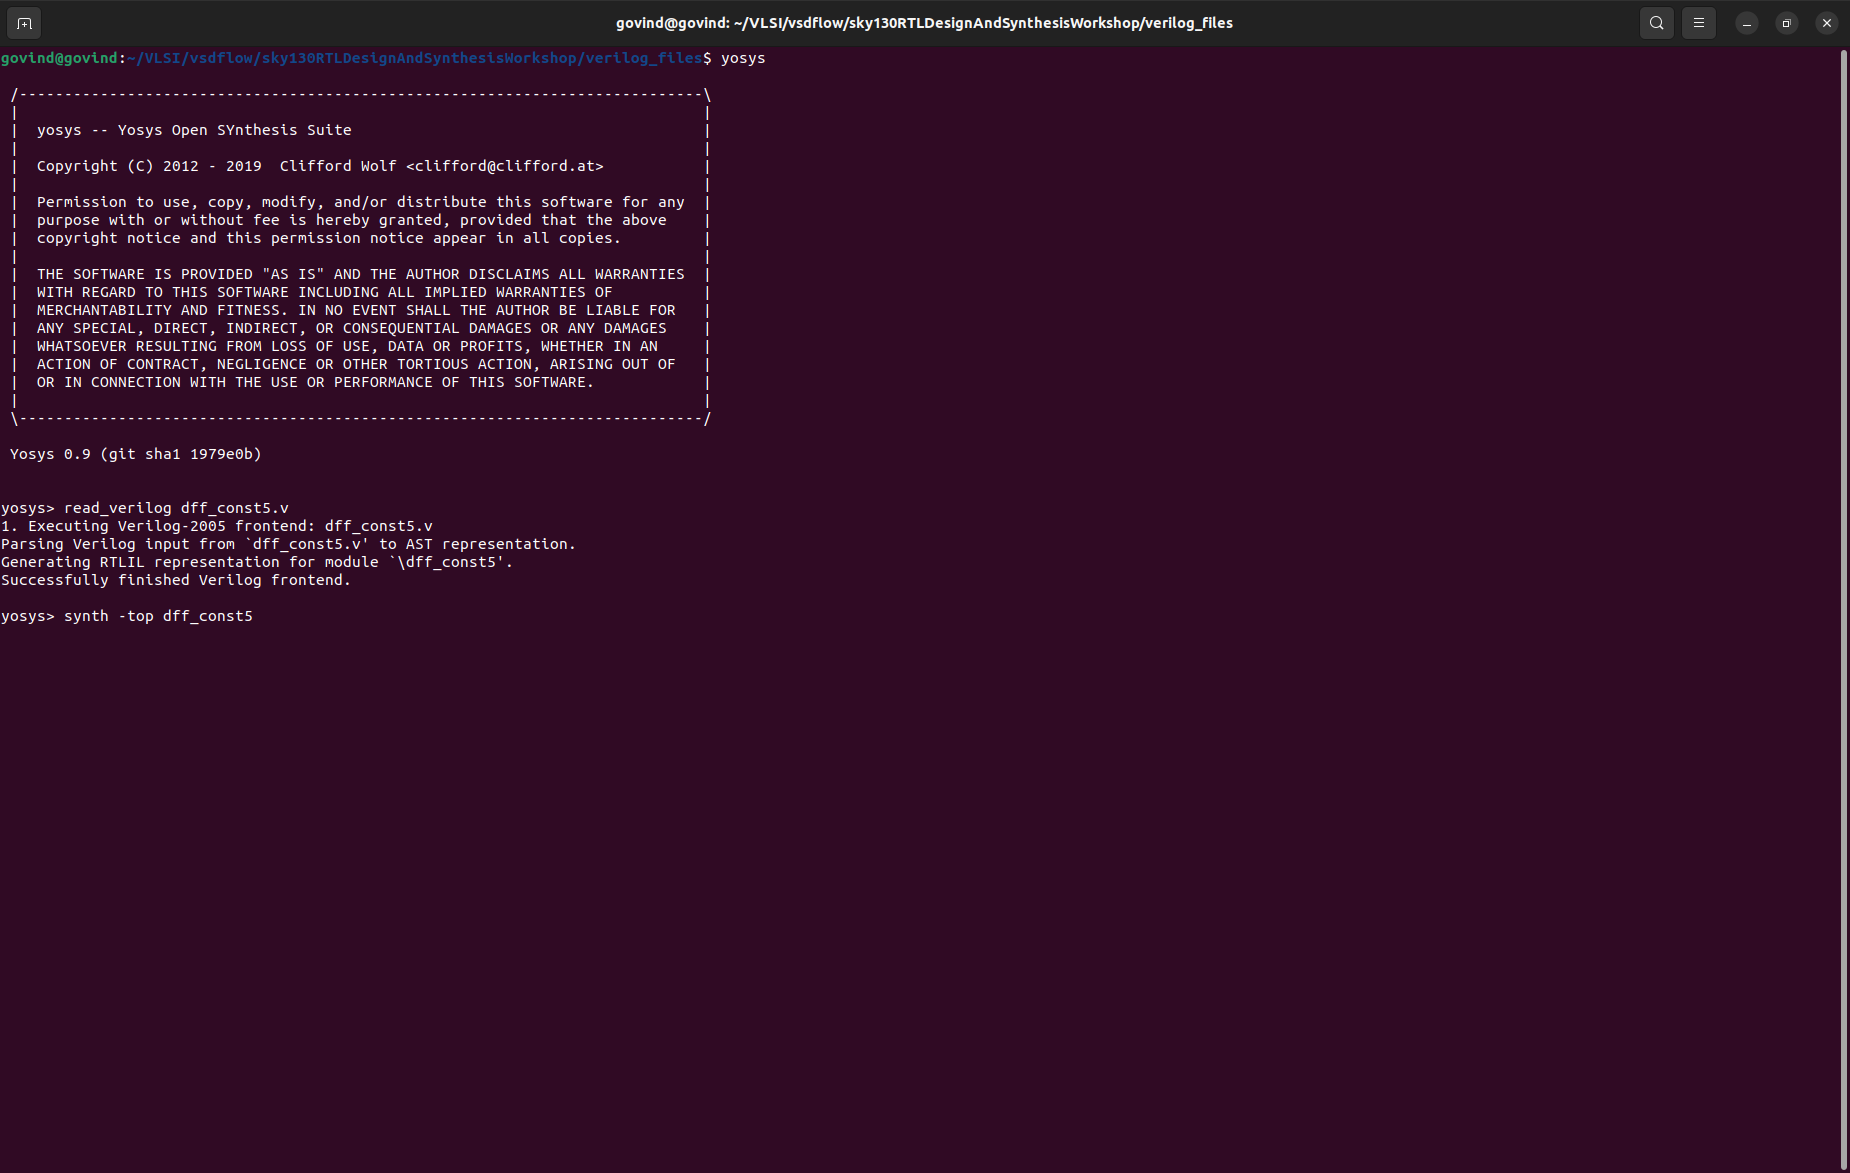 govind@govind: ~/VLSI/vsdflow/sky130RTLDesignAndSynthesisWorkshop/verilog_files
govind@govind:~/VLSI/vsdflow/sky130RTLDesignAndSynthesisWorkshop/verilog_files$ yosys
/----------------------------------------------------------------------------\
|                                                                            |
|  yosys -- Yosys Open SYnthesis Suite                                       |
|                                                                            |
|  Copyright (C) 2012 - 2019  Clifford Wolf <clifford@clifford.at>           |
|                                                                            |
|  Permission to use, copy, modify, and/or distribute this software for any  |
|  purpose with or without fee is hereby granted, provided that the above    |
|  copyright notice and this permission notice appear in all copies.         |
|                                                                            |
|  THE SOFTWARE IS PROVIDED "AS IS" AND THE AUTHOR DISCLAIMS ALL WARRANTIES  |
|  WITH REGARD TO THIS SOFTWARE INCLUDING ALL IMPLIED WARRANTIES OF          |
|  MERCHANTABILITY AND FITNESS. IN NO EVENT SHALL THE AUTHOR BE LIABLE FOR   |
|  ANY SPECIAL, DIRECT, INDIRECT, OR CONSEQUENTIAL DAMAGES OR ANY DAMAGES    |
|  WHATSOEVER RESULTING FROM LOSS OF USE, DATA OR PROFITS, WHETHER IN AN     |
|  ACTION OF CONTRACT, NEGLIGENCE OR OTHER TORTIOUS ACTION, ARISING OUT OF   |
|  OR IN CONNECTION WITH THE USE OR PERFORMANCE OF THIS SOFTWARE.            |
|                                                                            |
\----------------------------------------------------------------------------/
Yosys 0.9 (git sha1 1979e0b)
yosys> read_verilog dff_const5.v
1. Executing Verilog-2005 frontend: dff_const5.v
Parsing Verilog input from `dff_const5.v' to AST representation.
Generating RTLIL representation for module `\dff_const5'.
Successfully finished Verilog frontend.
yosys> synth -top dff_const5